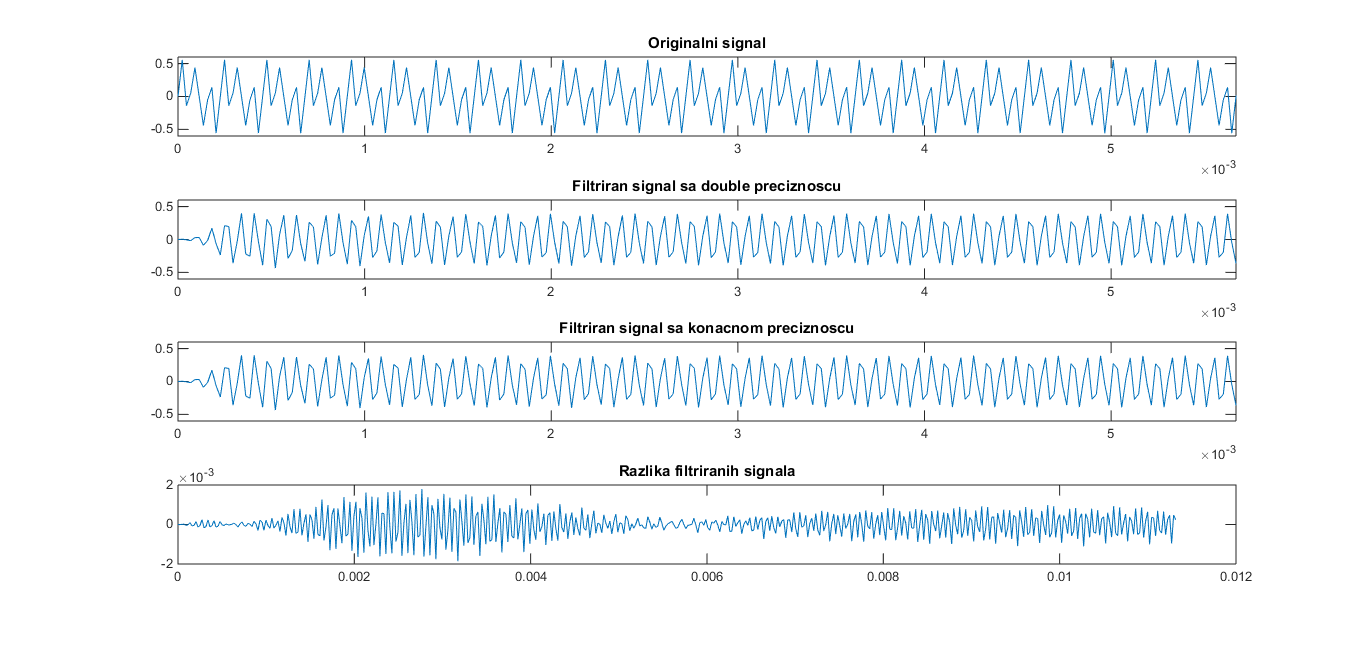 Originalni signal
0.5
0
-0.5
0 1 2 3 4 5
×10-3
Filtriran signal sa double preciznoscu
0.5
0
-0.5
0 1 2 3 4 5
×10-3
Filtriran signal sa konacnom preciznoscu
0.5
0
-0.5
0 1 2 3 4 5
×10-3
Razlika filtriranih signala
×10-3
2
0
-2
0 0.002 0.004 0.006 0.008 0.01 0.012